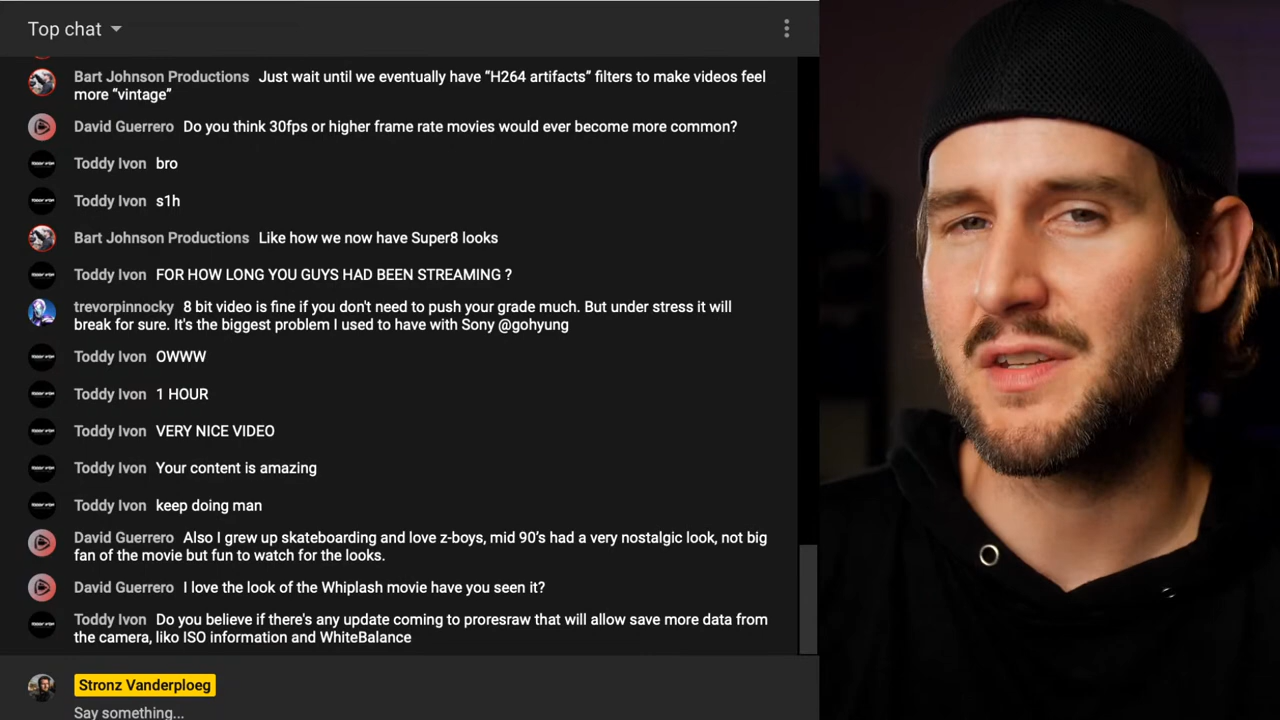 Top chat
Bart Johnson Productions Just wait until we eventually have “H264 artifacts” filters to make videos feel
more “vintage”
David Guerrero Do you think 30fps or higher frame rate movies would ever become more common?
Toddy Ivon bro
Toddy Ivon s1h
Bart Johnson Productions Like how we now have Super8 looks
Toddy Ivon FOR HOW LONG YOU GUYS HAD BEEN STREAMING ?
trevorpinnocky 8 bit video is fine if you don't need to push your grade much. But under stress it will
break for sure. It's the biggest problem I used to have with Sony @gohyung
Toddy Ivon OWWW
Toddy Ivon 1 HOUR
Toddy Ivon VERY NICE VIDEO
Toddy Ivon Your content is amazing
Toddy Ivon keep doing man
David Guerrero Also I grew up skateboarding and love z-boys, mid 90’s had a very nostalgic look, not big
fan of the movie but fun to watch for the looks.
David Guerrero I love the look of the Whiplash movie have you seen it?
Toddy Ivon Do you believe if there's any update coming to proresraw that will allow save more data from
the camera, liko ISO information and WhiteBalance
Stronz Vanderploeg
Say something...